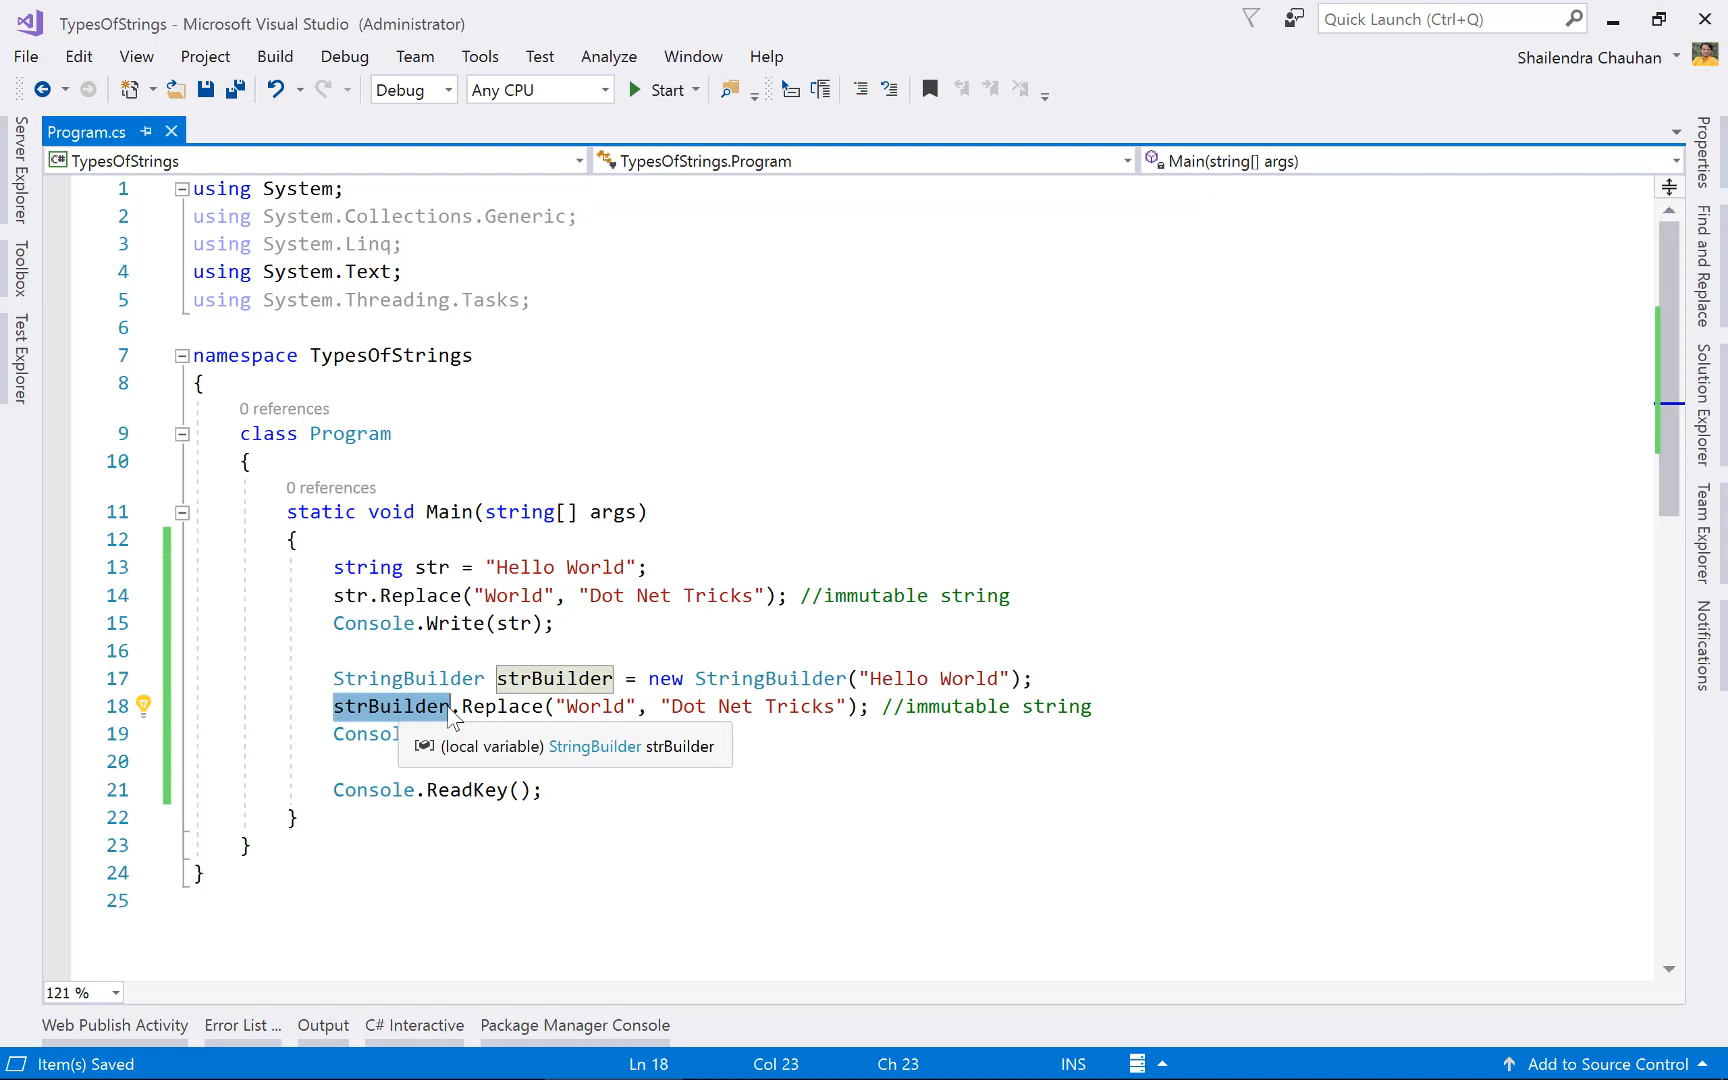 TypesOfStrings - Microsoft Visual Studio (Administrator)
Quick Launch (Ctrl+Q)
File Edit View Project Build Debug Team Tools Test Analyze Window Help
Shailendra Chauhan
Debug Any CPU Start
Program.cs
C# TypesOfStrings TypesOfStrings.Program Main(string[] args)
Server Explorer
Toolbox
Test Explorer
1 using System;
2 using System.Collections.Generic;
3 using System.Linq;
4 using System.Text;
5 using System.Threading.Tasks;
6
7 namespace TypesOfStrings
8 {
0 references
9 class Program
10 {
0 references
11 static void Main(string[] args)
12 {
13 string str = "Hello World";
14 str.Replace("World", "Dot Net Tricks"); //immutable string
15 Console.Write(str);
16
17 StringBuilder strBuilder = new StringBuilder("Hello World");
18 strBuilder.Replace("World", "Dot Net Tricks"); //immutable string
19 Consol
(local variable) StringBuilder strBuilder
20
21 Console.ReadKey();
22 }
23 }
24 }
25
Properties
Find and Replace
Solution Explorer
Team Explorer
Notifications
121 %
Web Publish Activity Error List ... Output C# Interactive Package Manager Console
Item(s) Saved Ln 18 Col 23 Ch 23 INS Add to Source Control